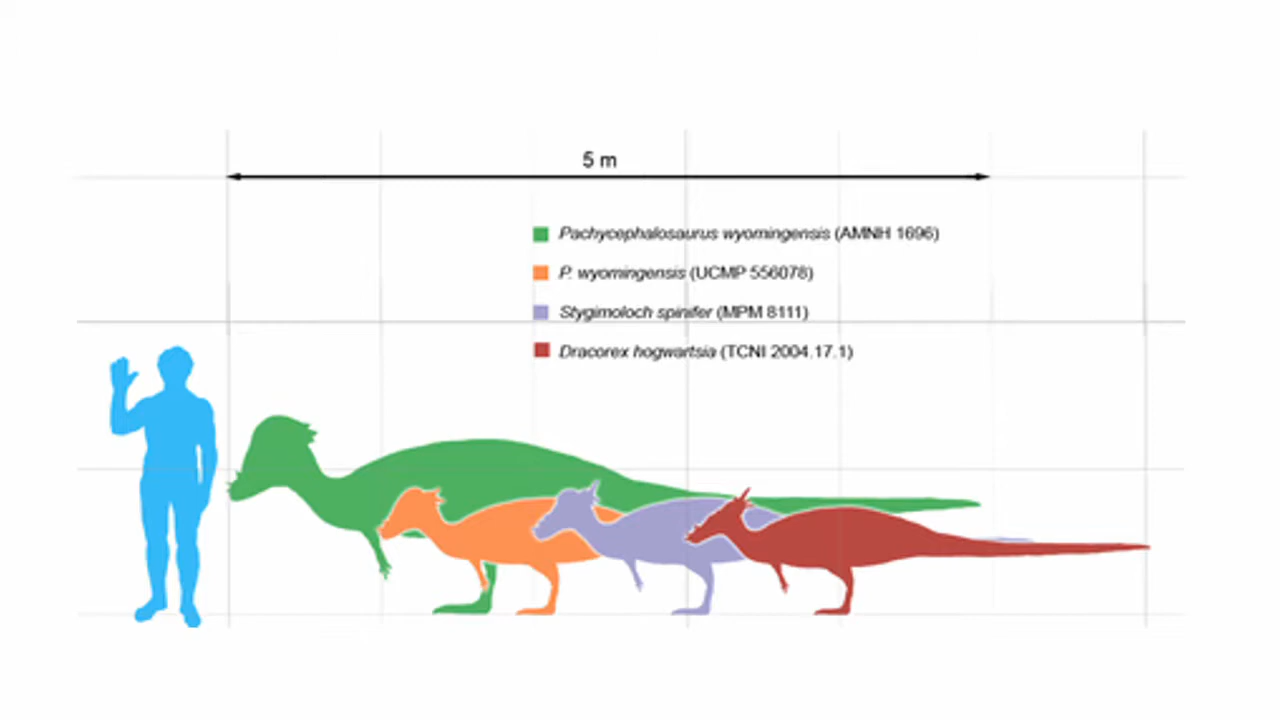 5 m
Pachycephalosaurus wyomingensis (AMNH 1696)
P. wyomingensis (UCMP 556078)
Stygimoloch spinifer (MPM 8111)
Dracorex hogwartsia (TCNI 2004.17.1)